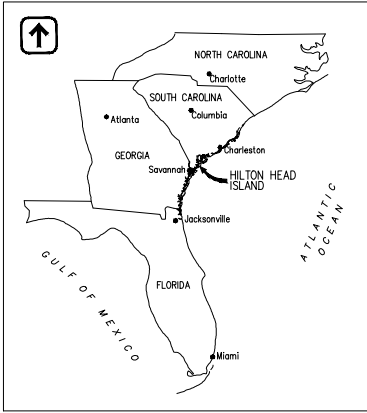 NORTH CAROLINA
Charlotte
SOUTH CAROLINA
Columbia
Atlanta
Charleston
GEORGIA
Savannah
HILTON HEAD
ISLAND
Jacksonville
ATLANTIC
OCEAN
GULF OF MEXICO
FLORIDA
Miami